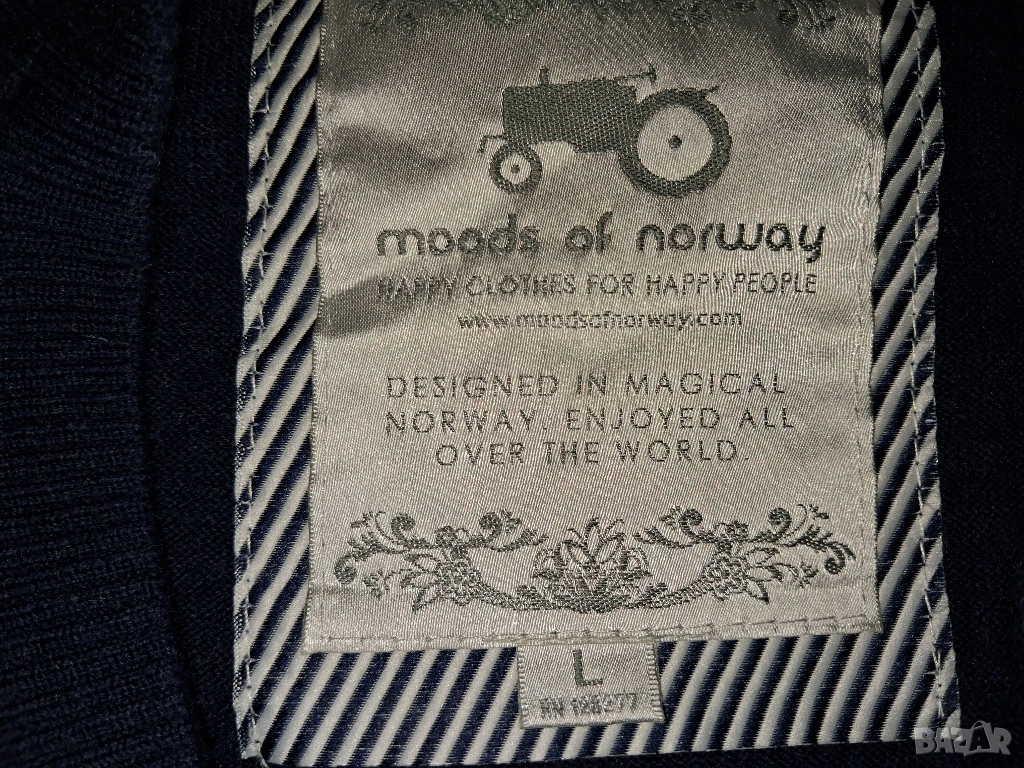 moods of norway
HAPPY CLOTHES FOR HAPPY PEOPLE
www.moodsofnorway.com
DESIGNED IN MAGICAL
NORWAY, ENJOYED ALL
OVER THE WORLD.
L
BAZAR